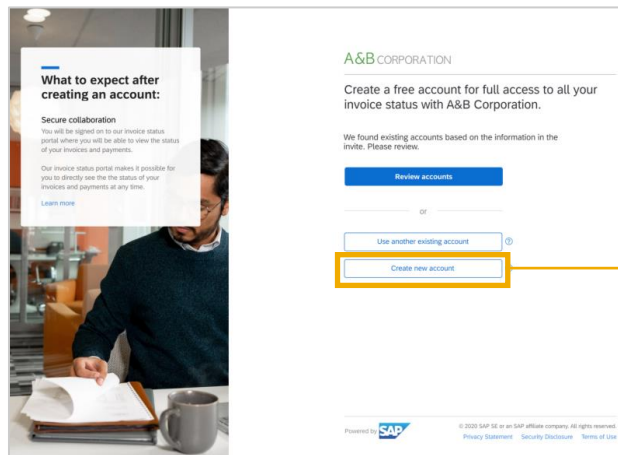 What to expect after
creating an account:
Secure collaboration
You will be signed on to our invoice status
portal where you will be able to view the status
of your invoices and payments.
Our invoice status portal makes it possible for
you to directly see the the status of your
invoices and payments at any time.
Learn more
A&B CORPORATION
Create a free account for full access to all your
invoice status with A&B Corporation.
We found existing accounts based on the information in the
invite. Please review.
Review accounts
or
Use another existing account ?
Create new account
Powered by SAP
© 2020 SAP SE or an SAP affiliate company. All rights reserved.
Privacy Statement Security Disclosure Terms of Use